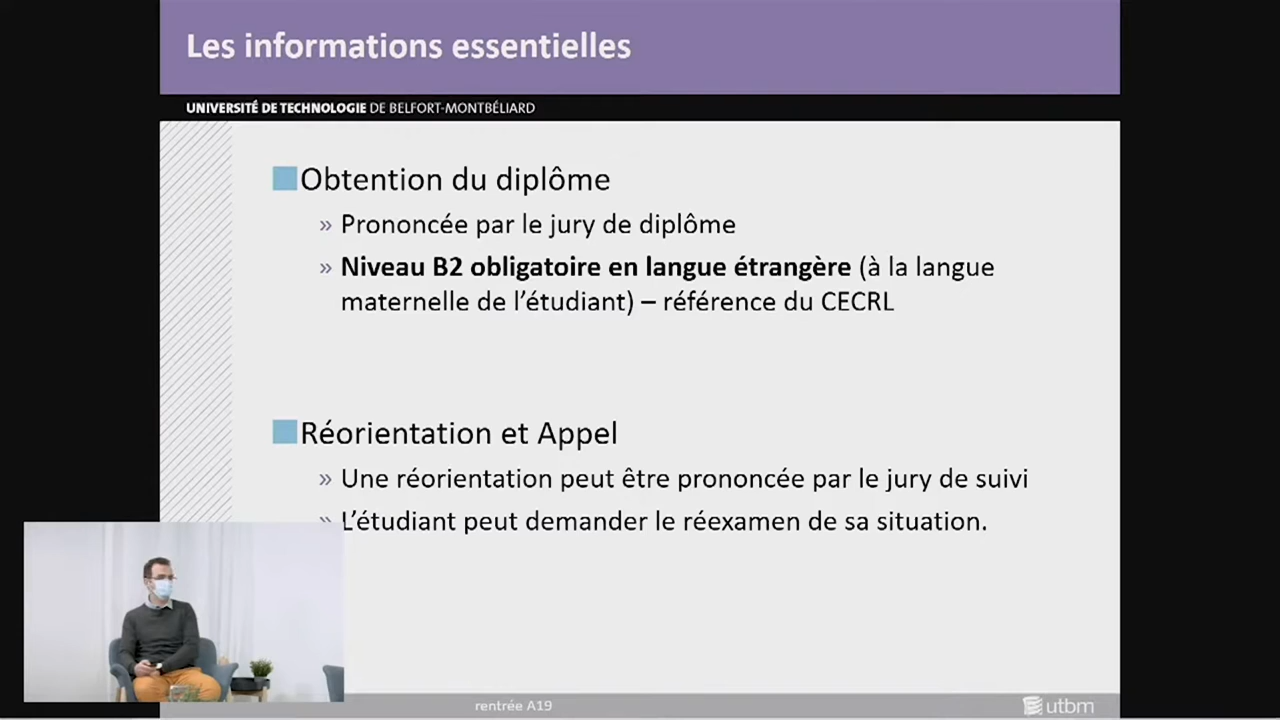 Les informations essentielles
UNIVERSITÉ DE TECHNOLOGIE DE BELFORT-MONTBÉLIARD
Obtention du diplôme
» Prononcée par le jury de diplôme
» Niveau B2 obligatoire en langue étrangère (à la langue
maternelle de l’étudiant) – référence du CECRL
Réorientation et Appel
» Une réorientation peut être prononcée par le jury de suivi
» L’étudiant peut demander le réexamen de sa situation.
rentrée A19
utbm